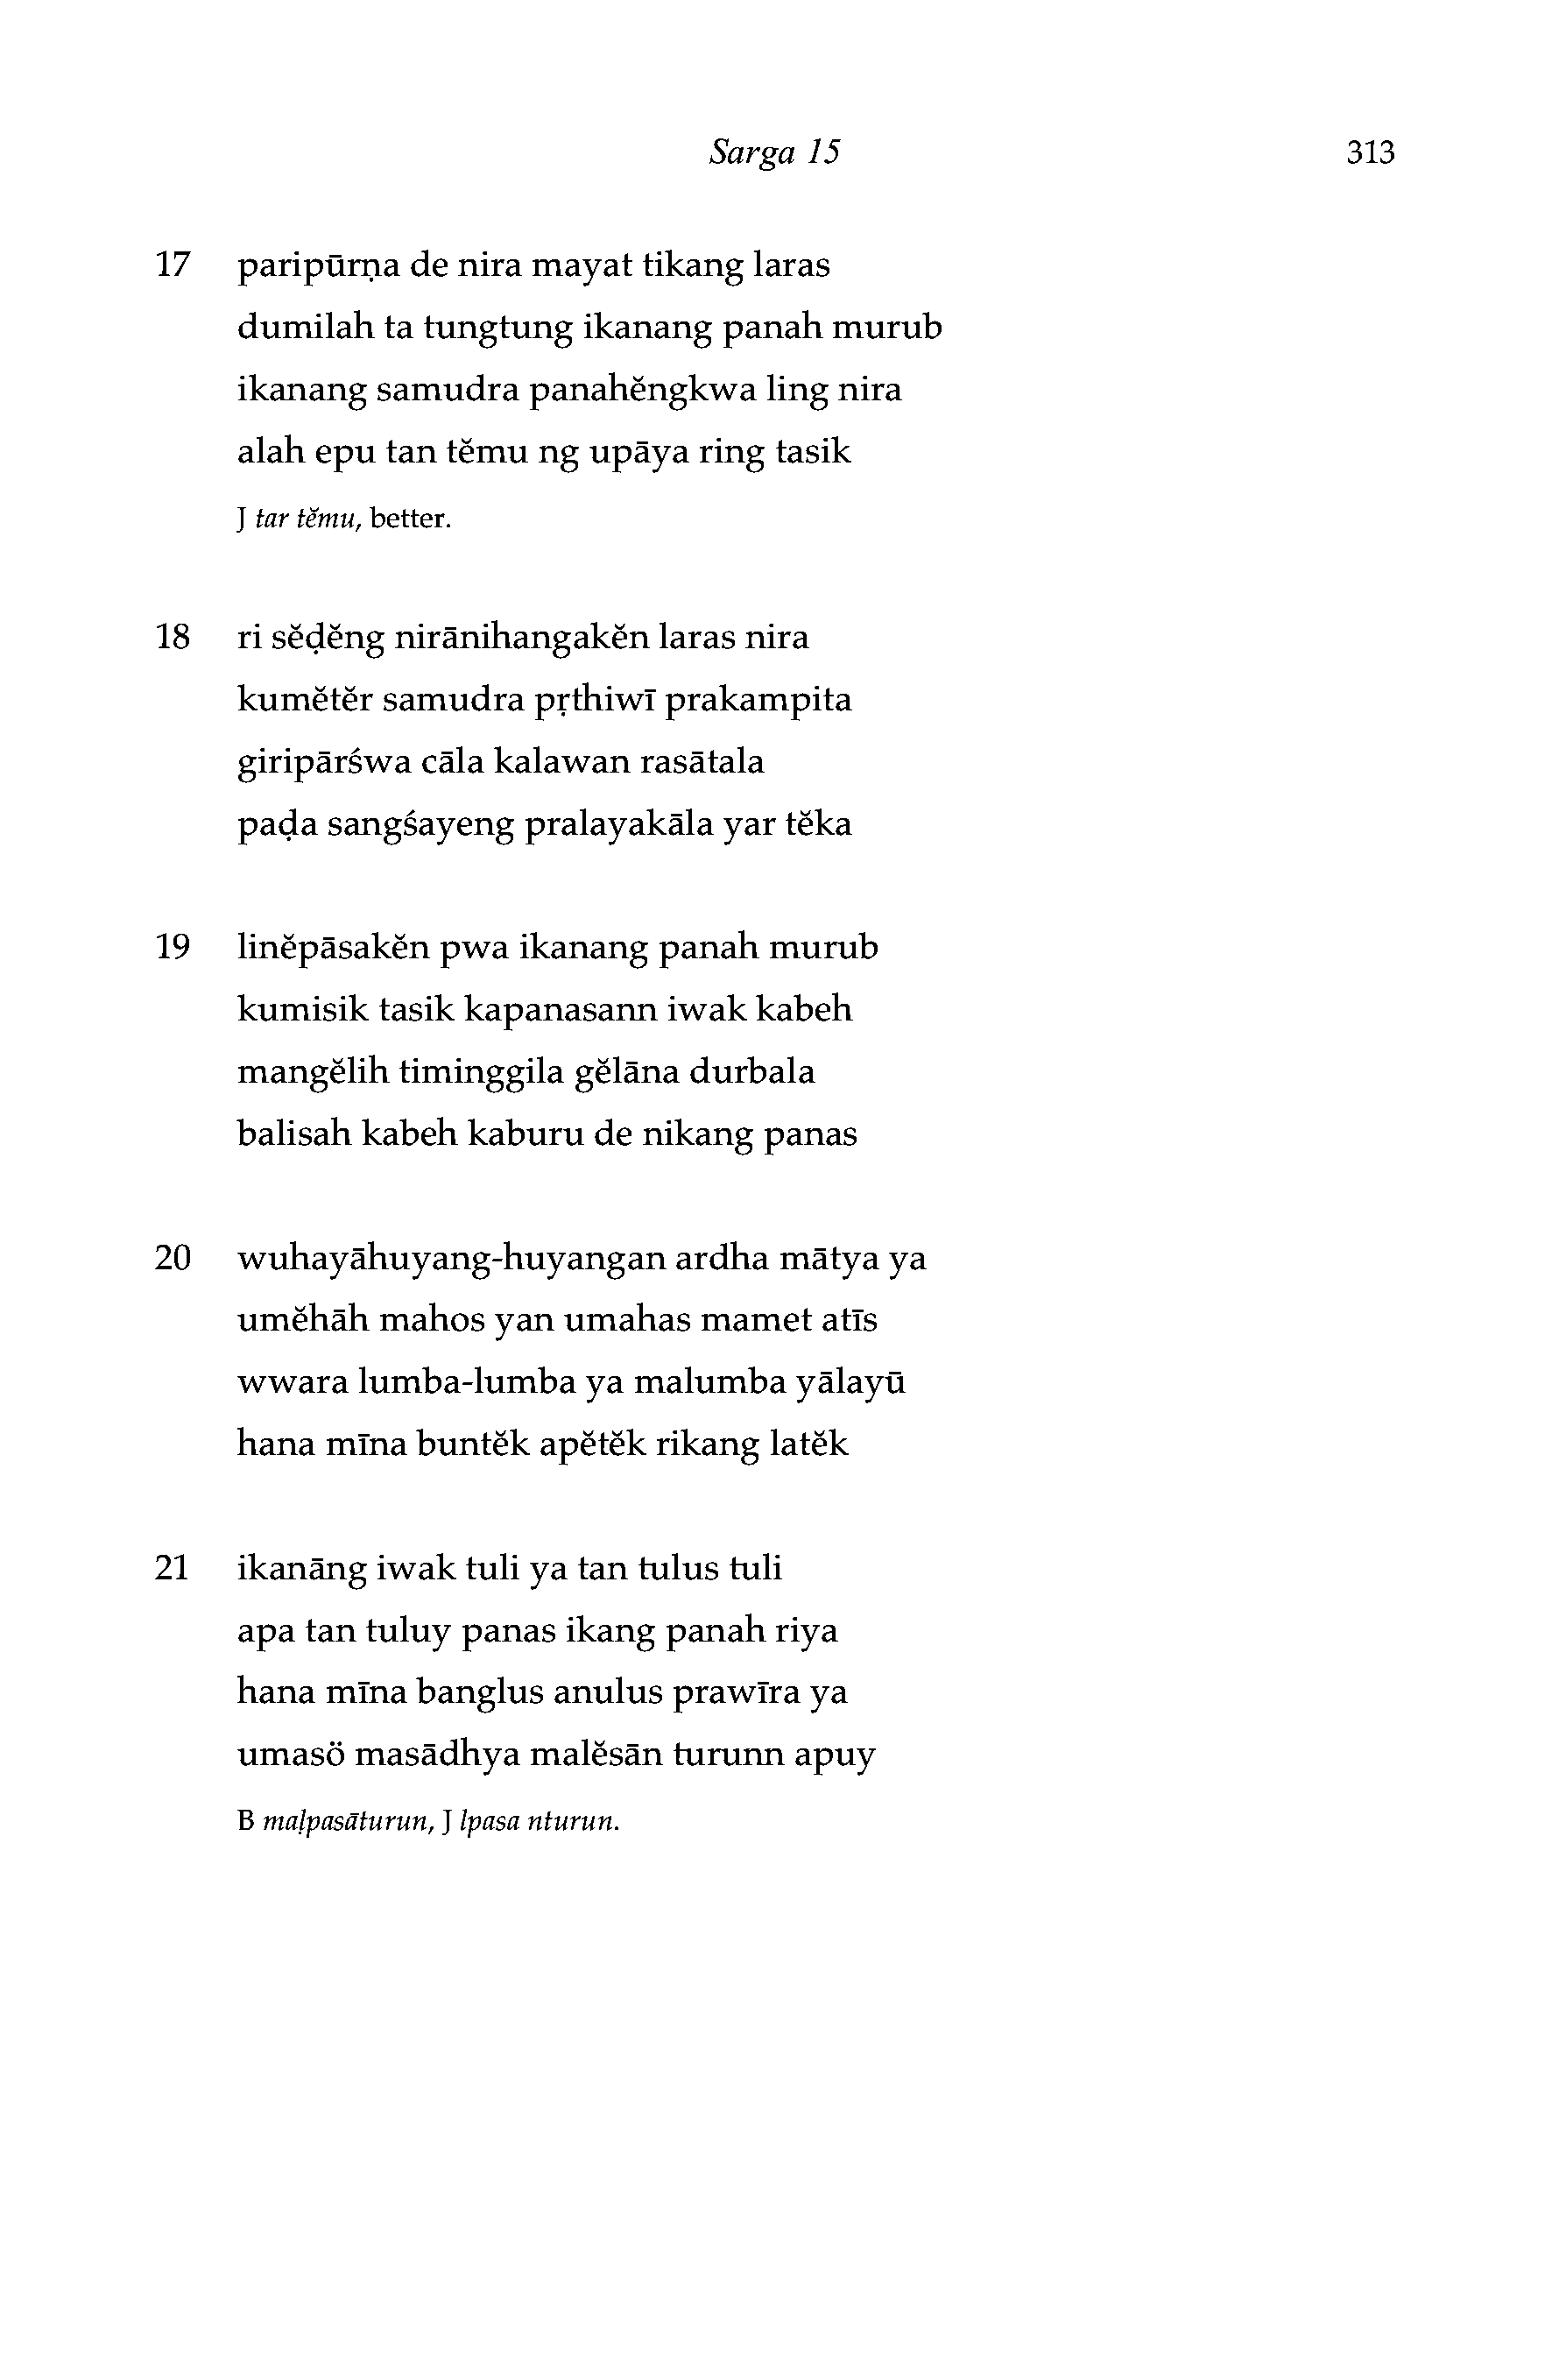 Sarga 15 313
17 paripūrṇa de nira mayat tikang laras
dumilah ta tungtung ikanang panah murub
ikanang samudra panahĕngkwa ling nira
alah epu tan tĕmu ng upāya ring tasik
J tar tĕmu, better.
18 ri sĕḍĕng nirānihangakĕn laras nira
kumĕtĕr samudra pṛthiwī prakampita
giripārśwa cāla kalawan rasātala
paḍa sangśayeng pralayakāla yar tĕka
19 linĕpāsakĕn pwa ikanang panah murub
kumisik tasik kapanasann iwak kabeh
mangĕlih timinggila gĕlāna durbala
balisah kabeh kaburu de nikang panas
20 wuhayāhuyang-huyangan ardha mātya ya
umĕhāh mahos yan umahas mamet atīs
wwara lumba-lumba ya malumba yālayū
hana mīna buntĕk apĕtĕk rikang latĕk
21 ikanāng iwak tuli ya tan tulus tuli
apa tan tuluy panas ikang panah riya
hana mīna banglus anulus prawīra ya
umasö masādhya malĕsān turunn apuy
B maḷpasāturun, J lpasa nturun.